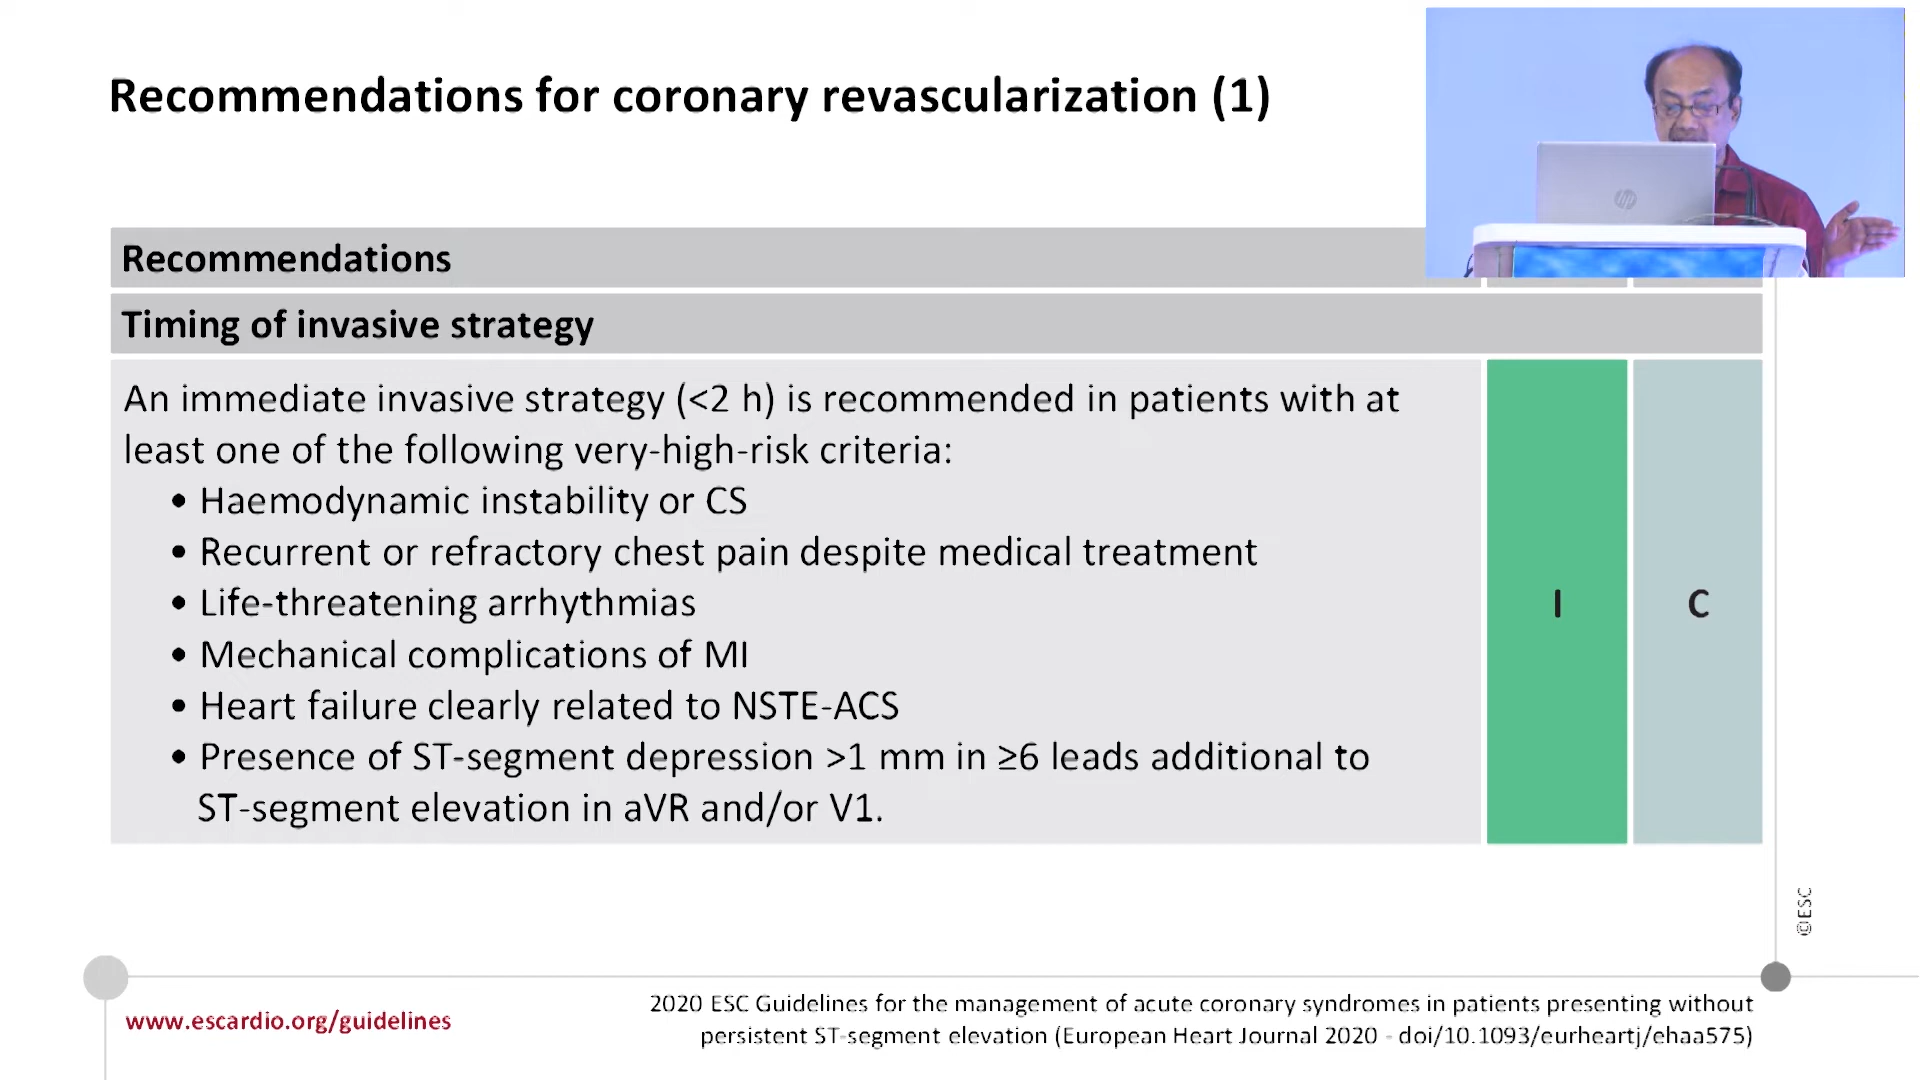 Recommendations for coronary revascularization (1)
Recommendations
Timing of invasive strategy
An immediate invasive strategy (<2 h) is recommended in patients with at
least one of the following very-high-risk criteria:
• Haemodynamic instability or CS
• Recurrent or refractory chest pain despite medical treatment
• Life-threatening arrhythmias
• Mechanical complications of MI
• Heart failure clearly related to NSTE-ACS
• Presence of ST-segment depression >1 mm in ≥6 leads additional to
ST-segment elevation in aVR and/or V1.
I
C
©ESC
www.escardio.org/guidelines
2020 ESC Guidelines for the management of acute coronary syndromes in patients presenting without
persistent ST-segment elevation (European Heart Journal 2020 - doi/10.1093/eurheartj/ehaa575)
hp